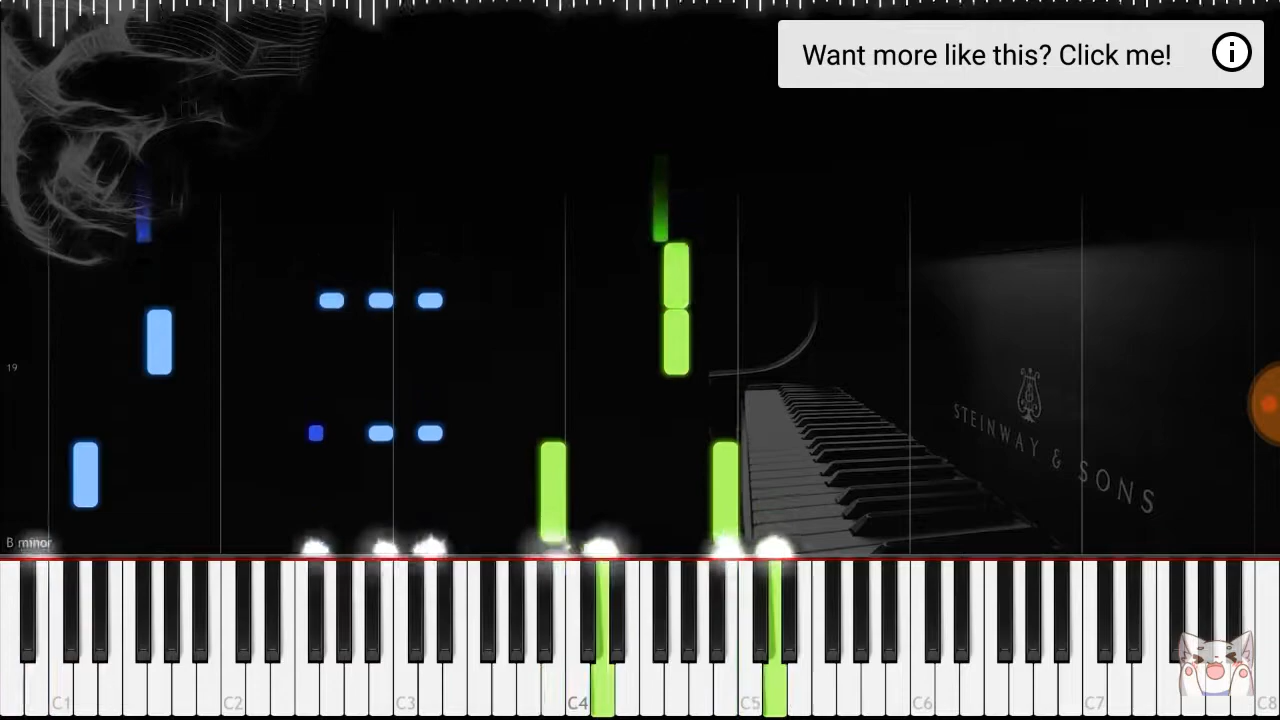 Want more like this? Click me!
19
STEINWAY & SONS
B minor
C1 C2 C3 C4 C5 C6 C7 C8